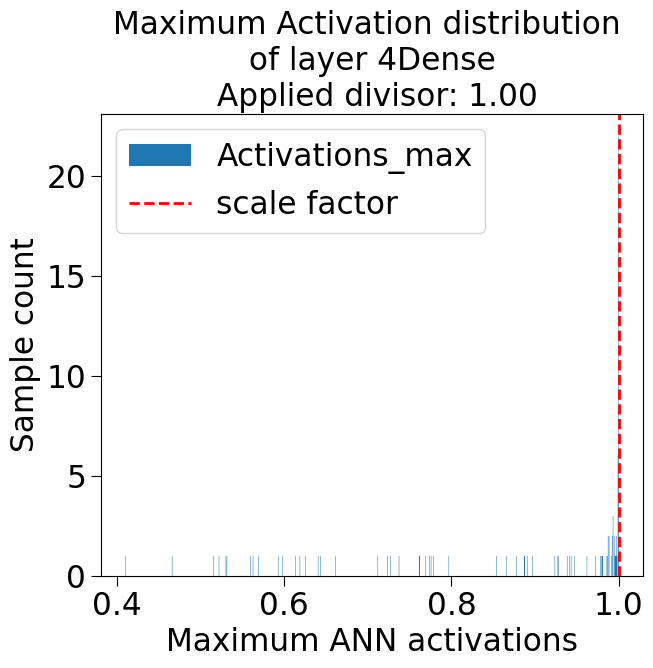 Maximum Activation distribution
of layer 4Dense
Applied divisor: 1.00
Activations_max
scale factor
Sample count
20
15
10
5
0
0.4 0.6 0.8 1.0
Maximum ANN activations